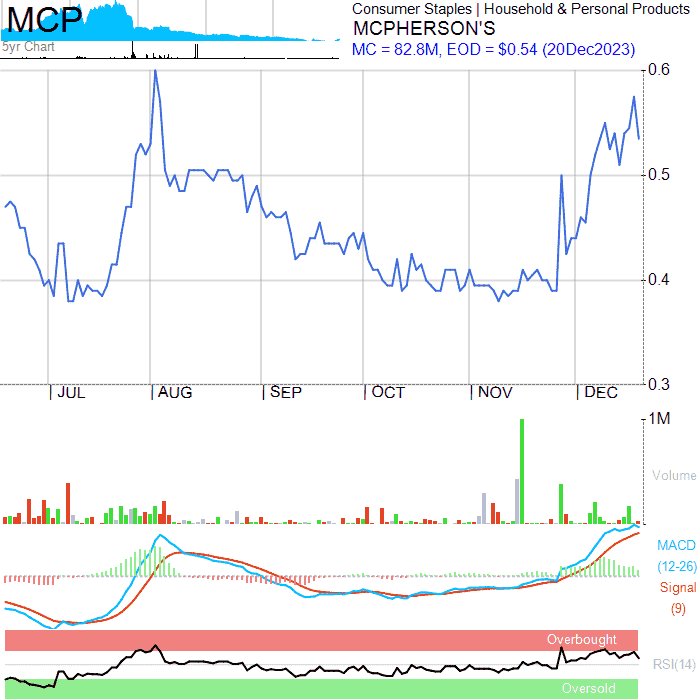 MCP
5yr Chart
Consumer Staples | Household & Personal Products
MCPHERSON'S
MC = 82.8M, EOD = $0.54 (20Dec2023)
0.6
0.5
0.4
0.3
JUL AUG SEP OCT NOV DEC
1M
Volume
MACD
(12-26)
Signal
(9)
Overbought
RSI(14)
Oversold